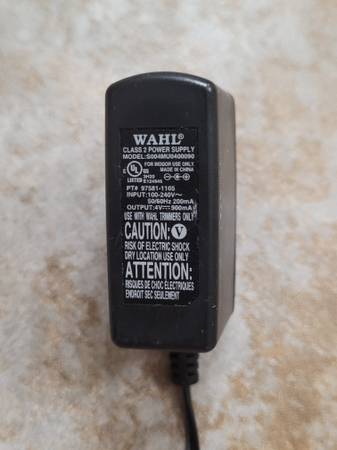 WAHL®
CLASS 2 POWER SUPPLY
MODEL:S004MU0400090
FOR INDOOR USE ONLY
MADE IN CHINA
UL®
LISTED
PT# 97581-1105
INPUT:100-240V~
50/60Hz 200mA
OUTPUT:4V⎓900mA
USE WITH WAHL TRIMMERS ONLY
CAUTION: V
RISK OF ELECTRIC SHOCK
DRY LOCATION USE ONLY
ATTENTION:
RISQUES DE CHOC ELECTRIQUES
ENDROIT SEC SEULEMENT